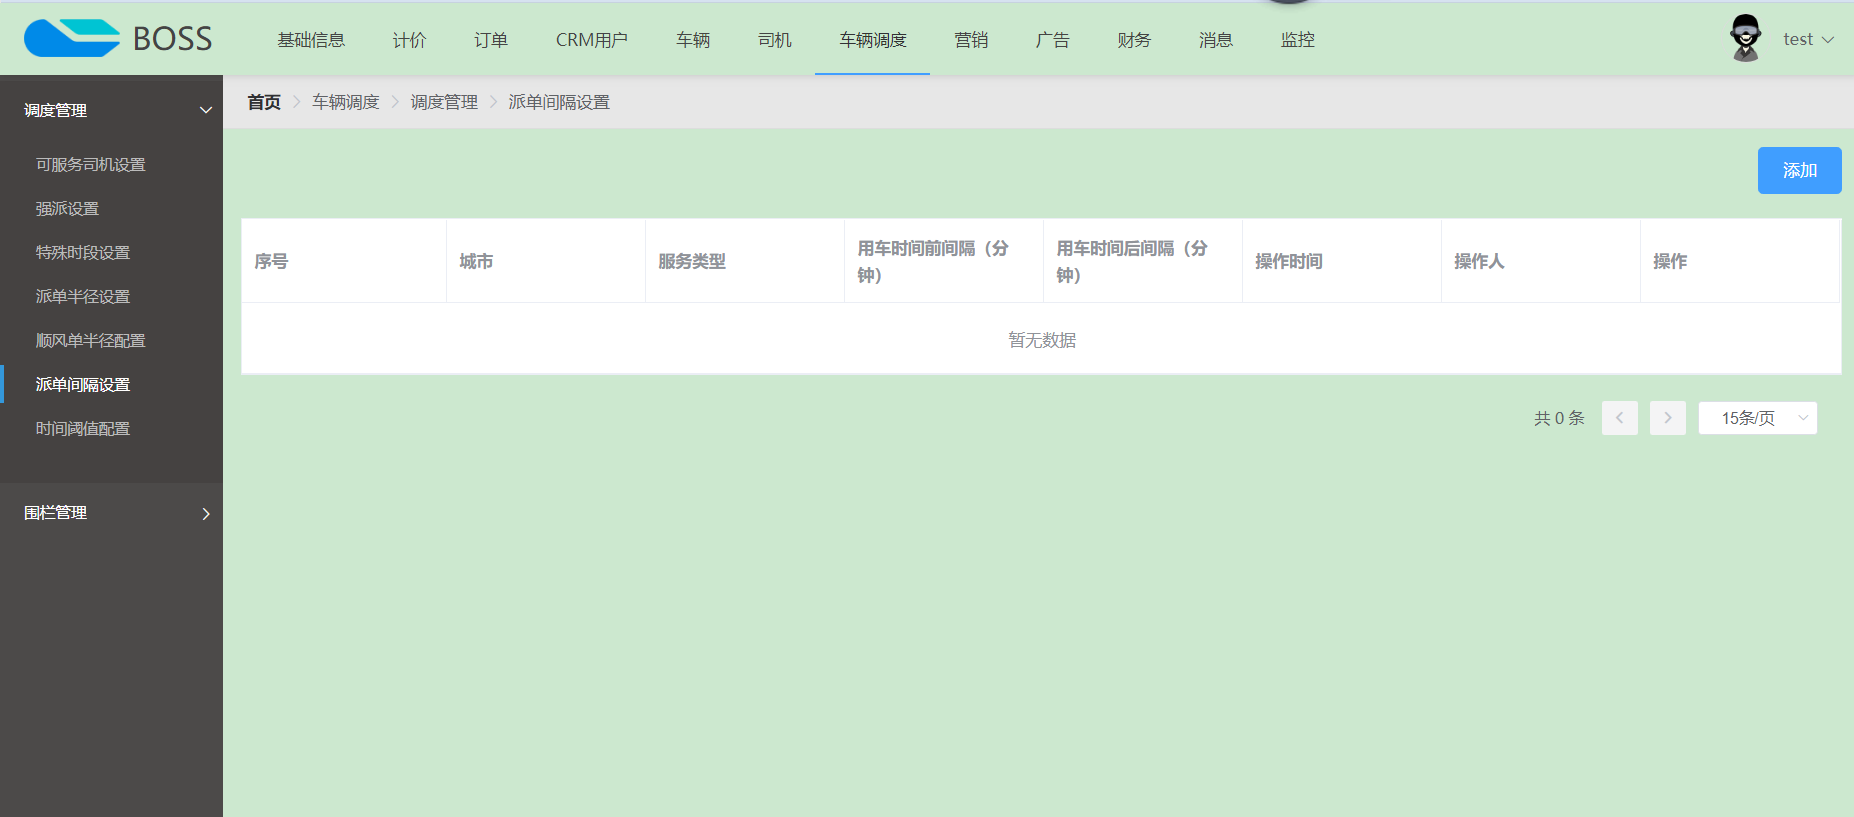 BOSS
基础信息 计价 订单 CRM用户 车辆 司机 车辆调度 营销 广告 财务 消息 监控
test
调度管理
可服务司机设置
强派设置
特殊时段设置
派单半径设置
顺风单半径配置
派单间隔设置
时间阈值配置
围栏管理
首页 > 车辆调度 > 调度管理 > 派单间隔设置
添加
序号 城市 服务类型 用车时间前间隔（分钟） 用车时间后间隔（分钟） 操作时间 操作人 操作
暂无数据
共 0 条 15条/页